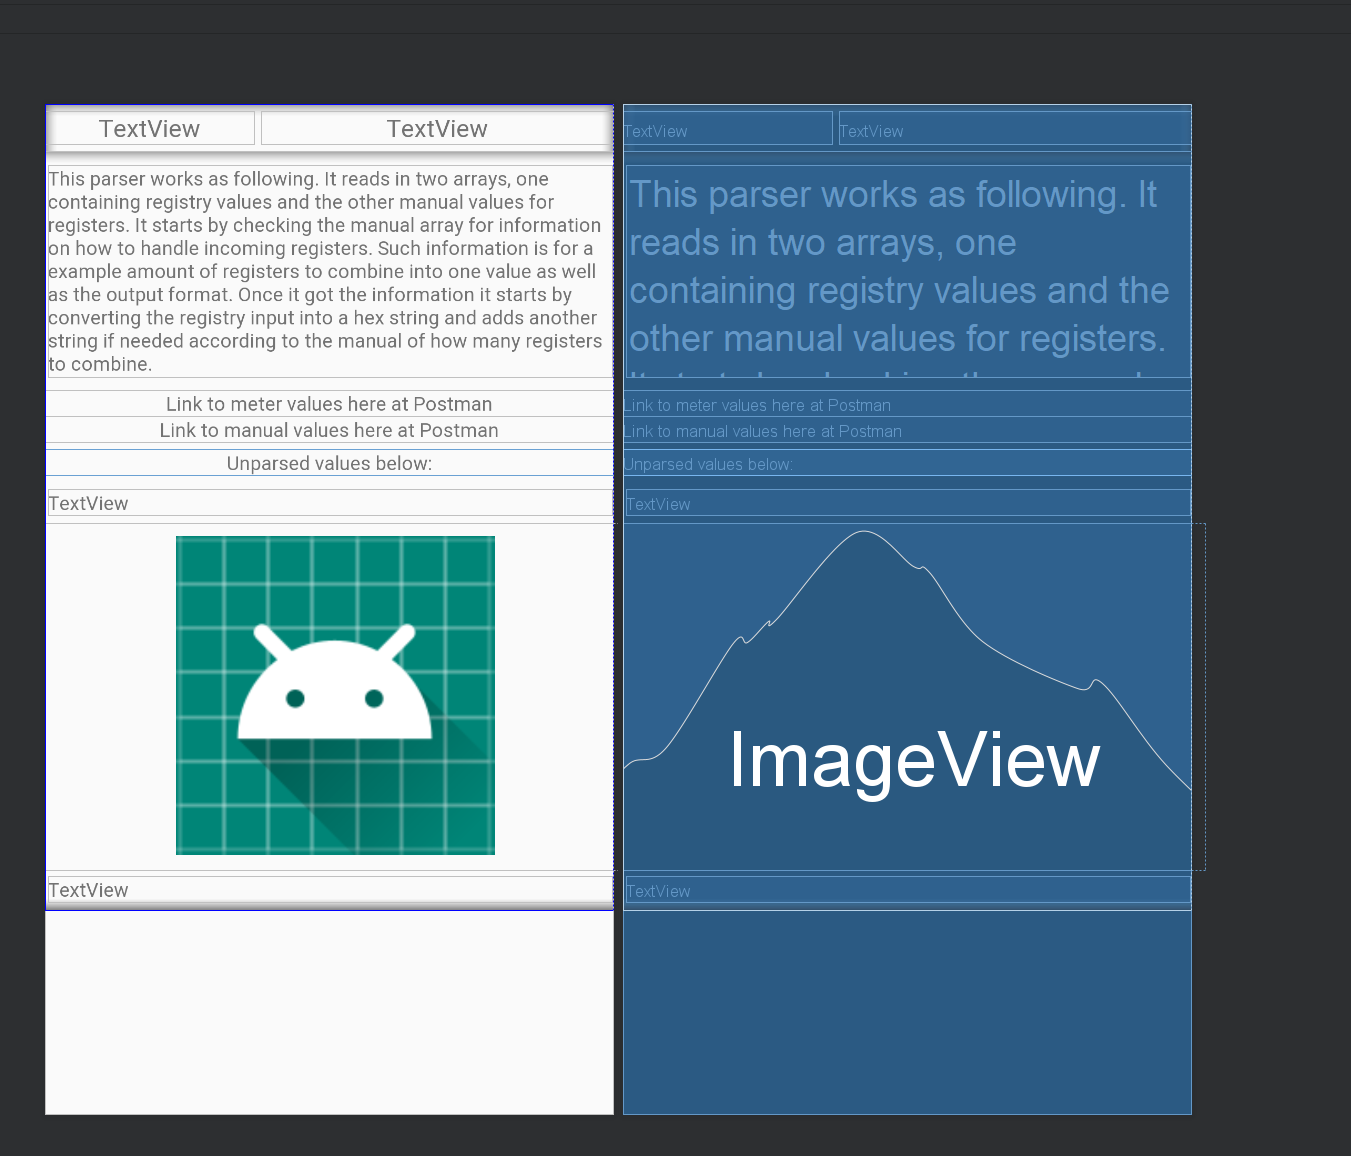 TextView
TextView
This parser works as following. It reads in two arrays, one
containing registry values and the other manual values for
registers. It starts by checking the manual array for information
on how to handle incoming registers. Such information is for a
example amount of registers to combine into one value as well
as the output format. Once it got the information it starts by
converting the registry input into a hex string and adds another
string if needed according to the manual of how many registers
to combine.
Link to meter values here at Postman
Link to manual values here at Postman
Unparsed values below:
TextView
TextView
TextView
TextView
This parser works as following. It
reads in two arrays, one
containing registry values and the
other manual values for registers.
Link to meter values here at Postman
Link to manual values here at Postman
Unparsed values below:
TextView
ImageView
TextView